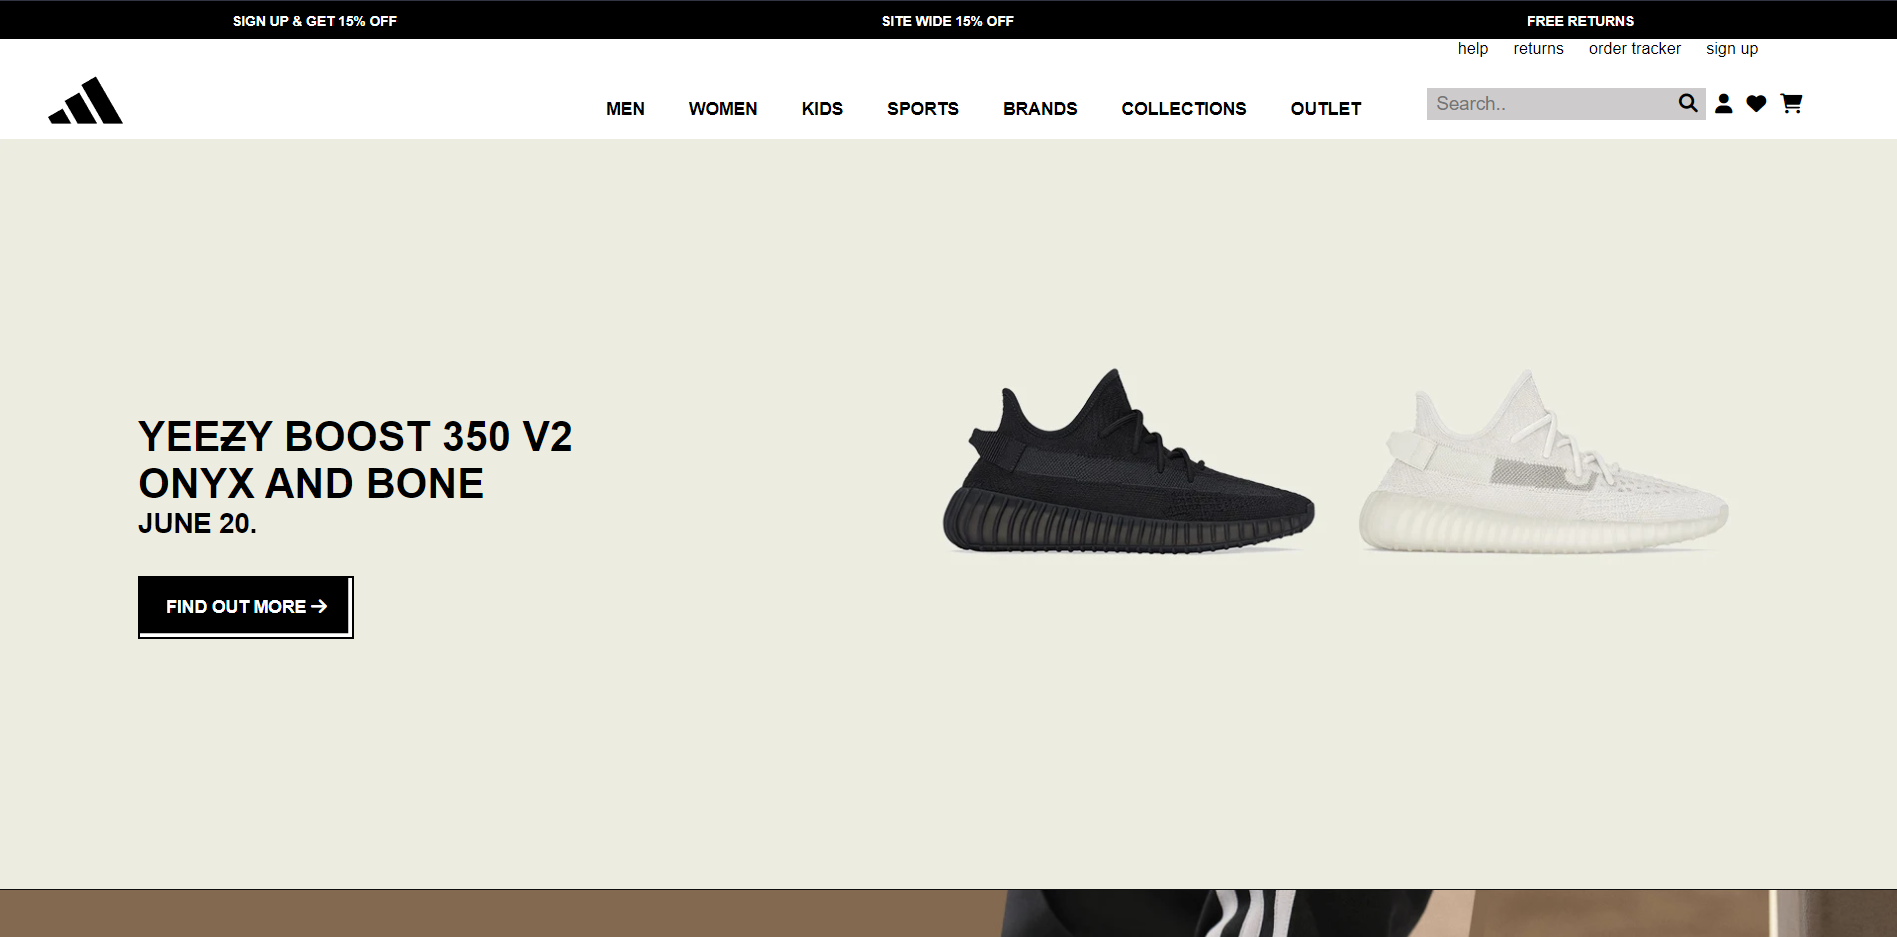 SIGN UP & GET 15% OFF
SITE WIDE 15% OFF
FREE RETURNS
help returns order tracker sign up
MEN WOMEN KIDS SPORTS BRANDS COLLECTIONS OUTLET
Search..
YEEZY BOOST 350 V2
ONYX AND BONE
JUNE 20.
FIND OUT MORE →